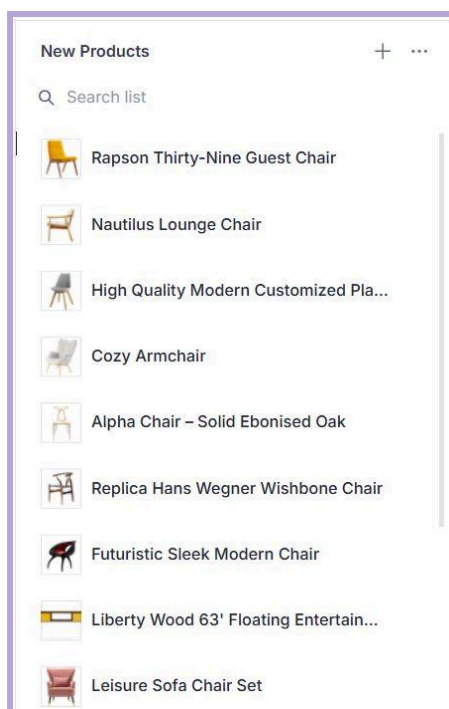 New Products
Search list
Rapson Thirty-Nine Guest Chair
Nautilus Lounge Chair
High Quality Modern Customized Pla...
Cozy Armchair
Alpha Chair – Solid Ebonised Oak
Replica Hans Wegner Wishbone Chair
Futuristic Sleek Modern Chair
Liberty Wood 63' Floating Entertain...
Leisure Sofa Chair Set